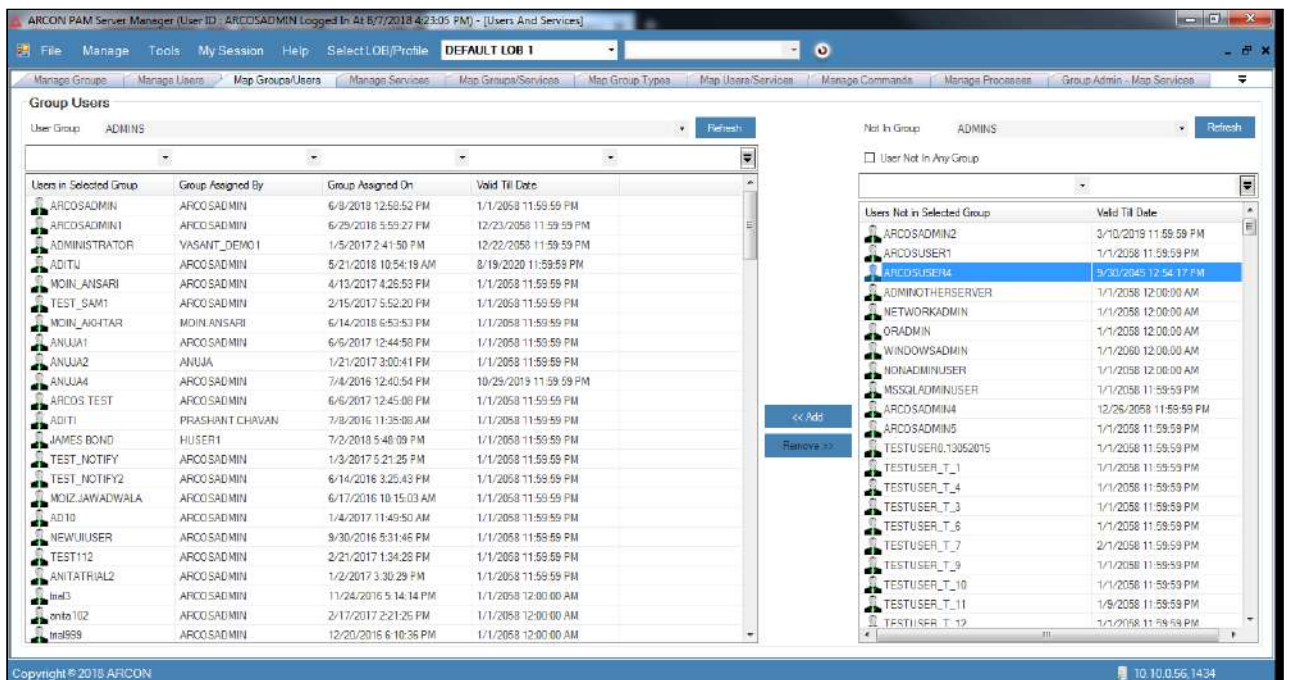 ARCON PAM Server Manager (User ID : ARCOSADMIN Logged In At 8/7/2018 4:23:05 PM) - [Users And Services]
File Manage Tools My Session Help Select LOB/Profile DEFAULT LOB 1
Manage Groups Manage Users Map Groups/Users Manage Services Map Groups/Services Map Group Types Map Users/Services Manage Commands Manage Processes Group Admin - Map Services
Group Users
User Group ADMINS Refresh
Users in Selected Group Group Assigned By Group Assigned On Valid Till Date
ARCOSADMIN ARCOSADMIN 6/8/2018 12:58:52 PM 1/1/2058 11:59:59 PM
ARCOSADMIN1 ARCOSADMIN 6/29/2018 5:59:27 PM 12/23/2058 11:59:59 PM
ADMINISTRATOR VASANT_DEMO1 1/5/2017 2:41:50 PM 12/22/2058 11:59:59 PM
ADITIJ ARCOSADMIN 5/21/2018 10:54:19 AM 8/19/2020 11:59:59 PM
MOIN_ANSARI ARCOSADMIN 4/13/2017 4:26:53 PM 1/1/2058 11:59:59 PM
TEST_SAM1 ARCOSADMIN 2/15/2017 5:52:20 PM 1/1/2058 11:59:59 PM
MOIN_AKHTAR MOIN.ANSARI 6/14/2018 6:53:53 PM 1/1/2058 11:59:59 PM
ANUJA1 ARCOSADMIN 6/6/2017 12:44:58 PM 1/1/2058 11:59:59 PM
ANUJA2 ANUJA 1/21/2017 3:00:41 PM 1/1/2058 11:59:59 PM
ANUJA4 ARCOSADMIN 7/4/2016 12:40:54 PM 10/29/2019 11:59:59 PM
ARCOS TEST ARCOSADMIN 6/6/2017 12:45:08 PM 1/1/2058 11:59:59 PM
ADITI PRASHANT CHAVAN 7/8/2016 11:35:08 AM 1/1/2058 11:59:59 PM
JAMES BOND HUSER1 7/2/2018 5:48:09 PM 1/1/2058 11:59:59 PM
TEST_NOTIFY ARCOSADMIN 1/3/2017 5:21:25 PM 1/1/2058 11:59:59 PM
TEST_NOTIFY2 ARCOSADMIN 6/14/2016 3:25:43 PM 1/1/2058 11:59:59 PM
MOIZ.JAWADWALA ARCOSADMIN 6/17/2016 10:15:03 AM 1/1/2058 11:59:59 PM
AD10 ARCOSADMIN 1/4/2017 11:49:50 AM 1/1/2058 11:59:59 PM
NEWUIUSER ARCOSADMIN 9/30/2016 5:31:46 PM 1/1/2058 11:59:59 PM
TEST112 ARCOSADMIN 2/21/2017 1:34:28 PM 1/1/2058 11:59:59 PM
ANITATRIAL2 ARCOSADMIN 1/2/2017 3:30:29 PM 1/1/2058 11:59:59 PM
trial3 ARCOSADMIN 11/24/2016 5:14:14 PM 1/1/2058 12:00:00 AM
anita102 ARCOSADMIN 2/17/2017 2:21:26 PM 1/1/2058 12:00:00 AM
trial999 ARCOSADMIN 12/20/2016 6:10:36 PM 1/1/2058 12:00:00 AM
<< Add
Remove >>
Not In Group ADMINS Refresh
User Not In Any Group
Users Not in Selected Group Valid Till Date
ARCOSADMIN2 3/10/2019 11:59:59 PM
ARCOSUSER1 1/1/2058 11:59:59 PM
ARCOSUSER4 9/30/2045 12:54:17 PM
ADMINOTHERSERVER 1/1/2058 12:00:00 AM
NETWORKADMIN 1/1/2058 12:00:00 AM
ORADMIN 1/1/2058 12:00:00 AM
WINDOWSADMIN 1/1/2060 12:00:00 AM
NONADMINUSER 1/1/2058 12:00:00 AM
MSSQLADMINUSER 1/1/2058 11:59:59 PM
ARCOSADMIN4 12/26/2058 11:59:59 PM
ARCOSADMIN5 1/1/2058 11:59:59 PM
TESTUSER0.13052015 1/1/2058 11:59:59 PM
TESTUSER_T_1 1/1/2058 11:59:59 PM
TESTUSER_T_4 1/1/2058 11:59:59 PM
TESTUSER_T_3 1/1/2058 11:59:59 PM
TESTUSER_T_6 1/1/2058 11:59:59 PM
TESTUSER_T_7 2/1/2058 11:59:59 PM
TESTUSER_T_9 1/1/2058 11:59:59 PM
TESTUSER_T_10 1/1/2058 11:59:59 PM
TESTUSER_T_11 1/9/2058 11:59:59 PM
TESTUSER_T_12 1/1/2058 11:59:59 PM
Copyright © 2018 ARCON 10.10.0.56,1434